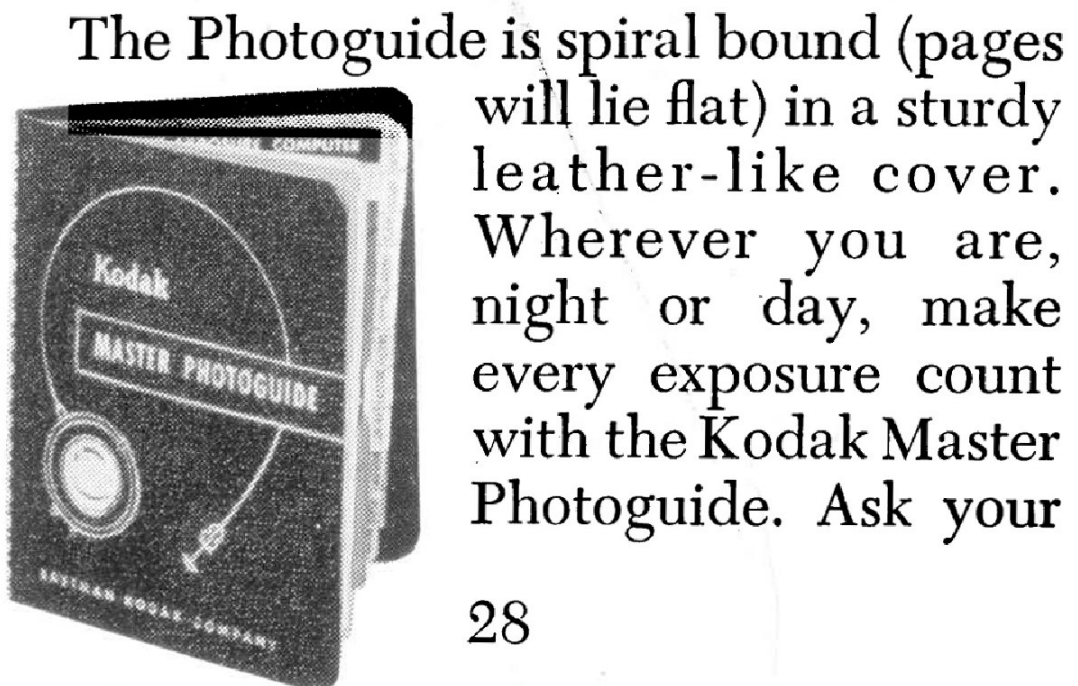 The Photoguide is spiral bound (pages
will lie flat) in a sturdy
leather-like cover.
Wherever you are,
night or day, make
every exposure count
with the Kodak Master
Photoguide. Ask your
COMPUTER
Kodak
MASTER PHOTOGUIDE
EASTMAN KODAK COMPANY
28